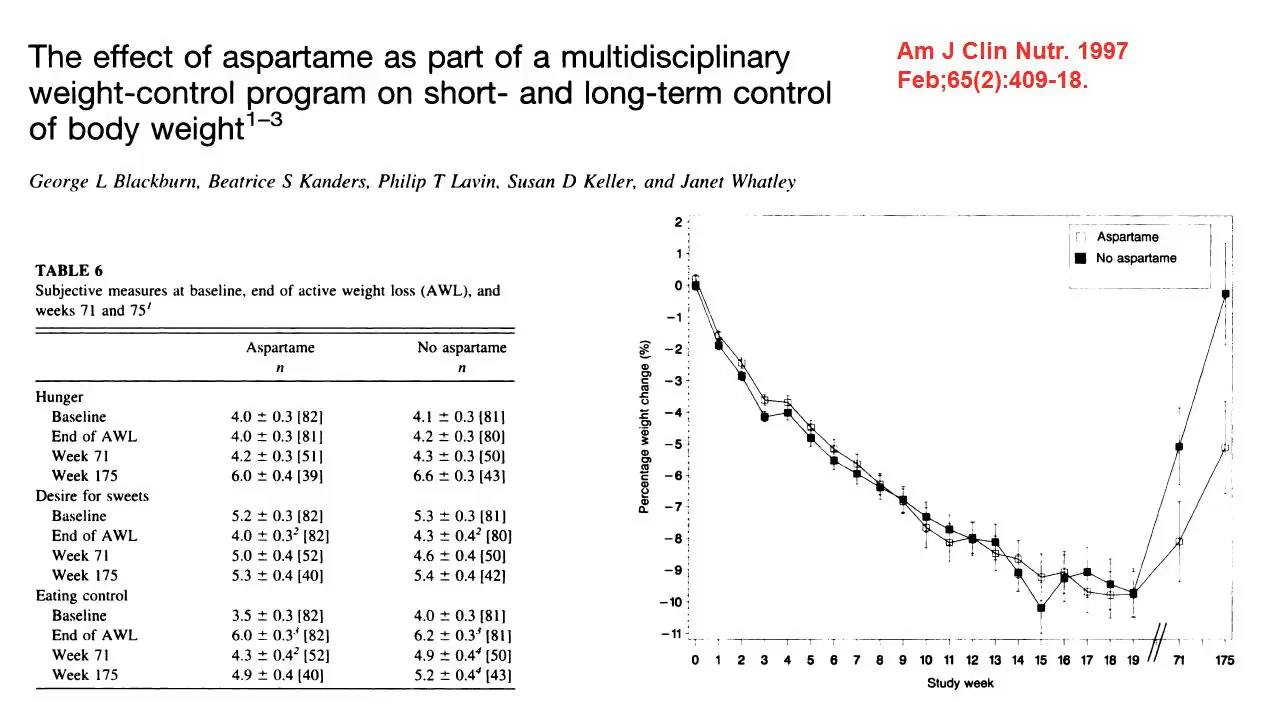 The effect of aspartame as part of a multidisciplinary
weight-control program on short- and long-term control
of body weight¹⁻³
Am J Clin Nutr. 1997
Feb;65(2):409-18.
George L Blackburn, Beatrice S Kanders, Philip T Lavin, Susan D Keller, and Janet Whatley
TABLE 6
Subjective measures at baseline, end of active weight loss (AWL), and
weeks 71 and 75¹
Aspartame No aspartame
n n
Hunger
Baseline 4.0 ± 0.3 [82] 4.1 ± 0.3 [81]
End of AWL 4.0 ± 0.3 [81] 4.2 ± 0.3 [80]
Week 71 4.2 ± 0.3 [51] 4.3 ± 0.3 [50]
Week 175 6.0 ± 0.4 [39] 6.6 ± 0.3 [43]
Desire for sweets
Baseline 5.2 ± 0.3 [82] 5.3 ± 0.3 [81]
End of AWL 4.0 ± 0.3² [82] 4.3 ± 0.4² [80]
Week 71 5.0 ± 0.4 [52] 4.6 ± 0.4 [50]
Week 175 5.3 ± 0.4 [40] 5.4 ± 0.4 [42]
Eating control
Baseline 3.5 ± 0.3 [82] 4.0 ± 0.3 [81]
End of AWL 6.0 ± 0.3³ [82] 6.2 ± 0.3³ [81]
Week 71 4.3 ± 0.4² [52] 4.9 ± 0.4⁴ [50]
Week 175 4.9 ± 0.4 [40] 5.2 ± 0.4⁴ [43]
Aspartame
No aspartame
Percentage weight change (%)
2
1
0
−1
−2
−3
−4
−5
−6
−7
−8
−9
−10
−11
0 1 2 3 4 5 6 7 8 9 10 11 12 13 14 15 16 17 18 19 71 175
Study week